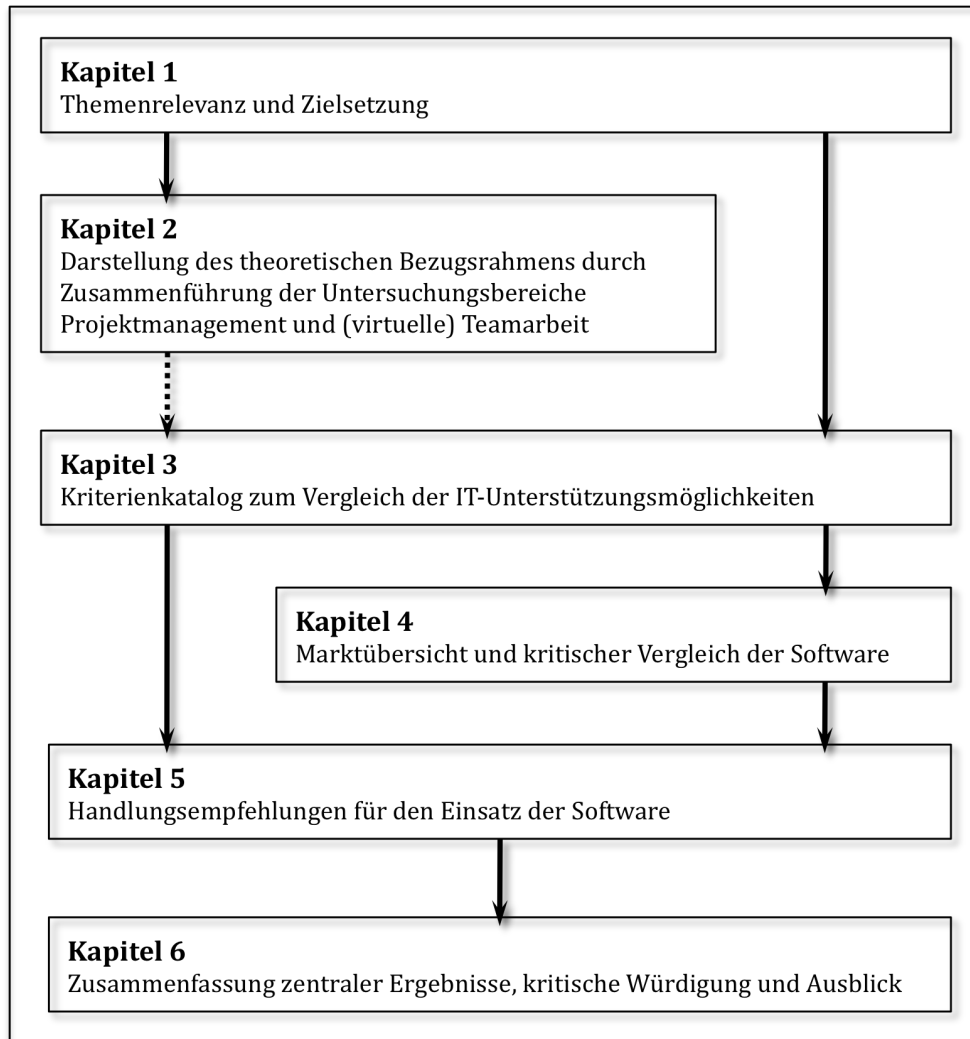 Kapitel 1
Themenrelevanz und Zielsetzung
Kapitel 2
Darstellung des theoretischen Bezugsrahmens durch
Zusammenführung der Untersuchungsbereiche
Projektmanagement und (virtuelle) Teamarbeit
Kapitel 3
Kriterienkatalog zum Vergleich der IT-Unterstützungsmöglichkeiten
Kapitel 4
Marktübersicht und kritischer Vergleich der Software
Kapitel 5
Handlungsempfehlungen für den Einsatz der Software
Kapitel 6
Zusammenfassung zentraler Ergebnisse, kritische Würdigung und Ausblick